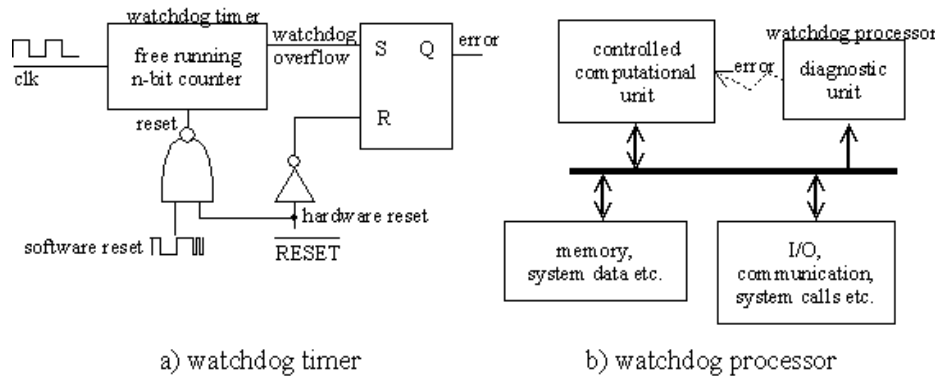 watchdog timer
free running
n-bit counter
clk
reset
watchdog
overflow
S
Q
R
error
software reset
hardware reset
RESET
a) watchdog timer
controlled
computational
unit
error
watchdog processor
diagnostic
unit
memory,
system data etc.
I/O,
communication,
system calls etc.
b) watchdog processor